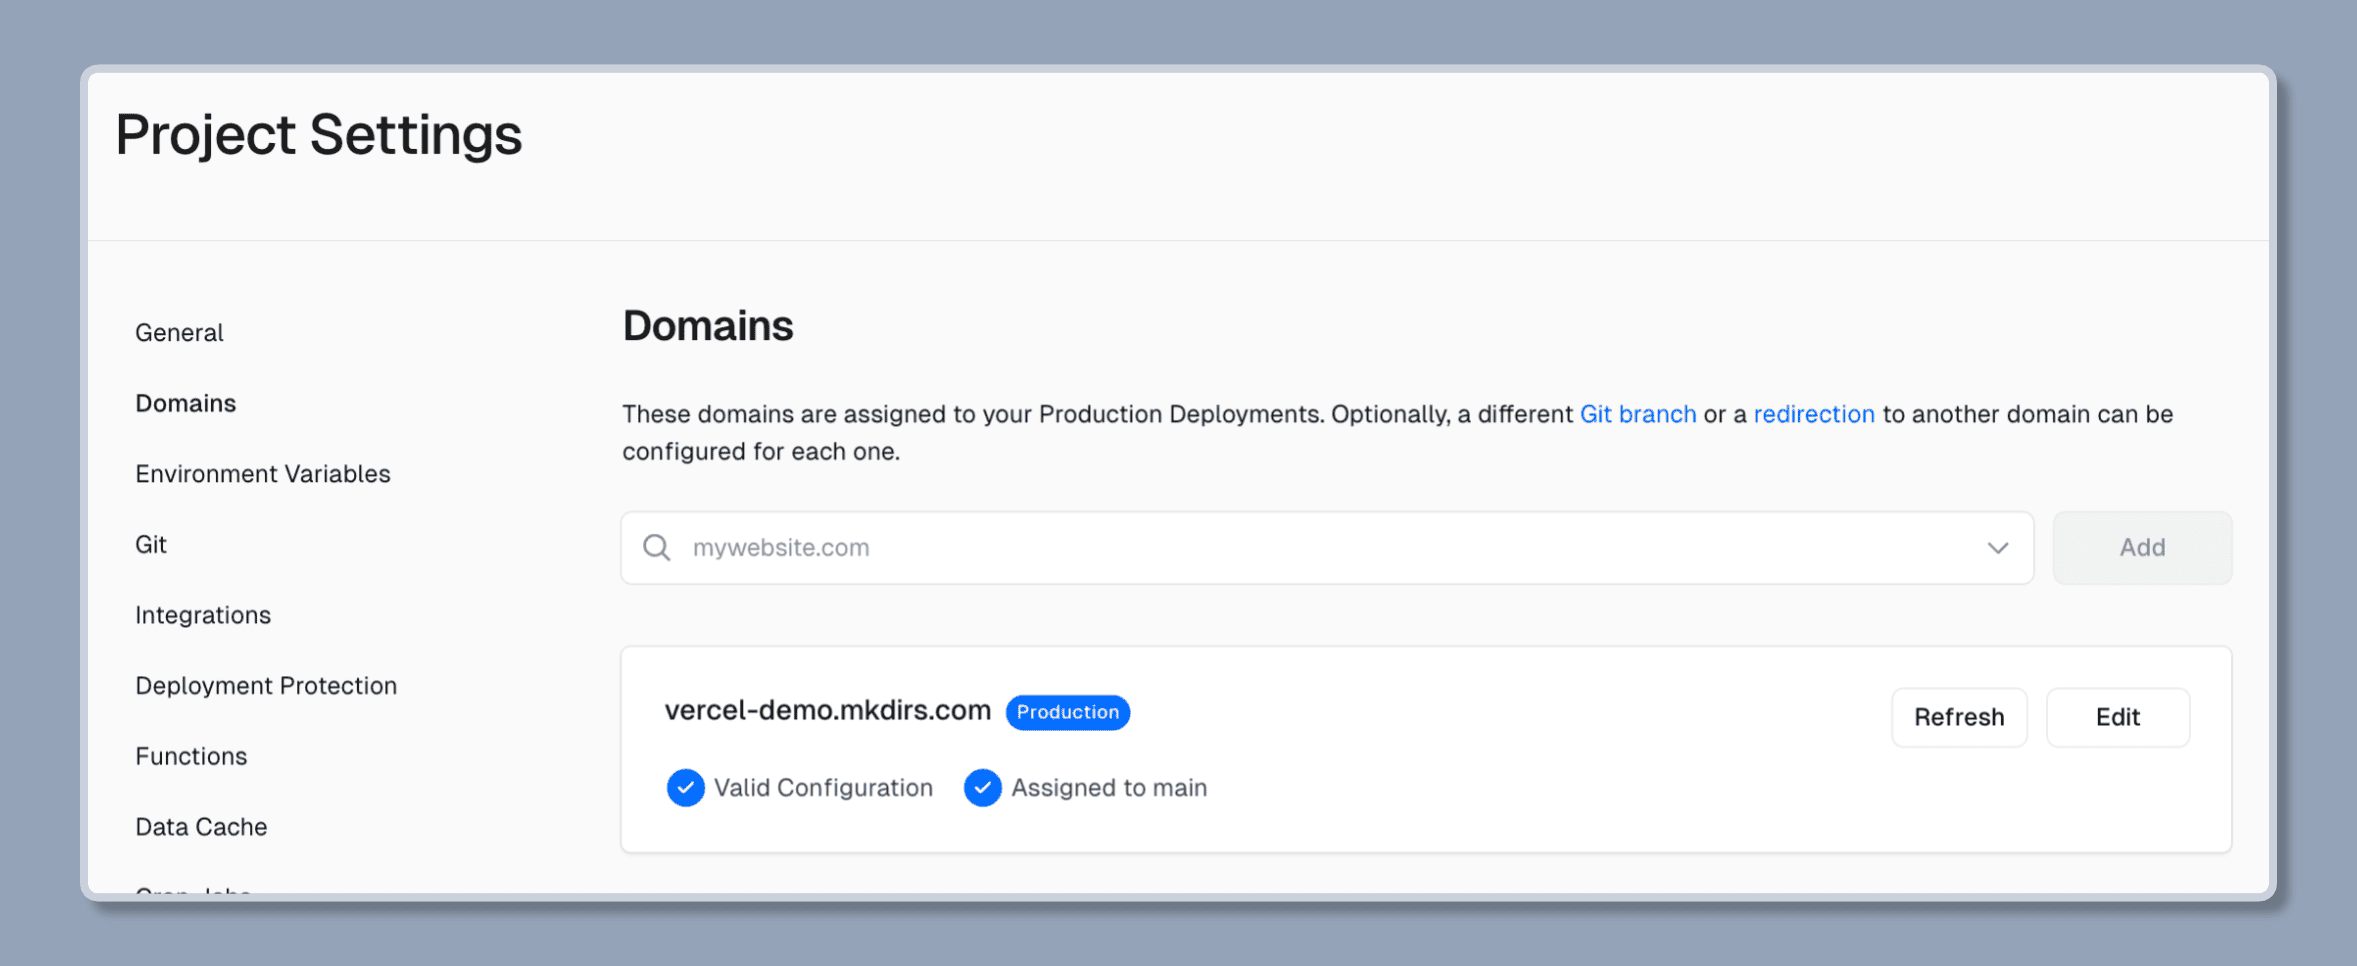 Project Settings
General
Domains
Environment Variables
Git
Integrations
Deployment Protection
Functions
Data Cache
Domains
These domains are assigned to your Production Deployments. Optionally, a different Git branch or a redirection to another domain can be
configured for each one.
mywebsite.com
Add
vercel-demo.mkdirs.com
Production
Refresh
Edit
Valid Configuration
Assigned to main